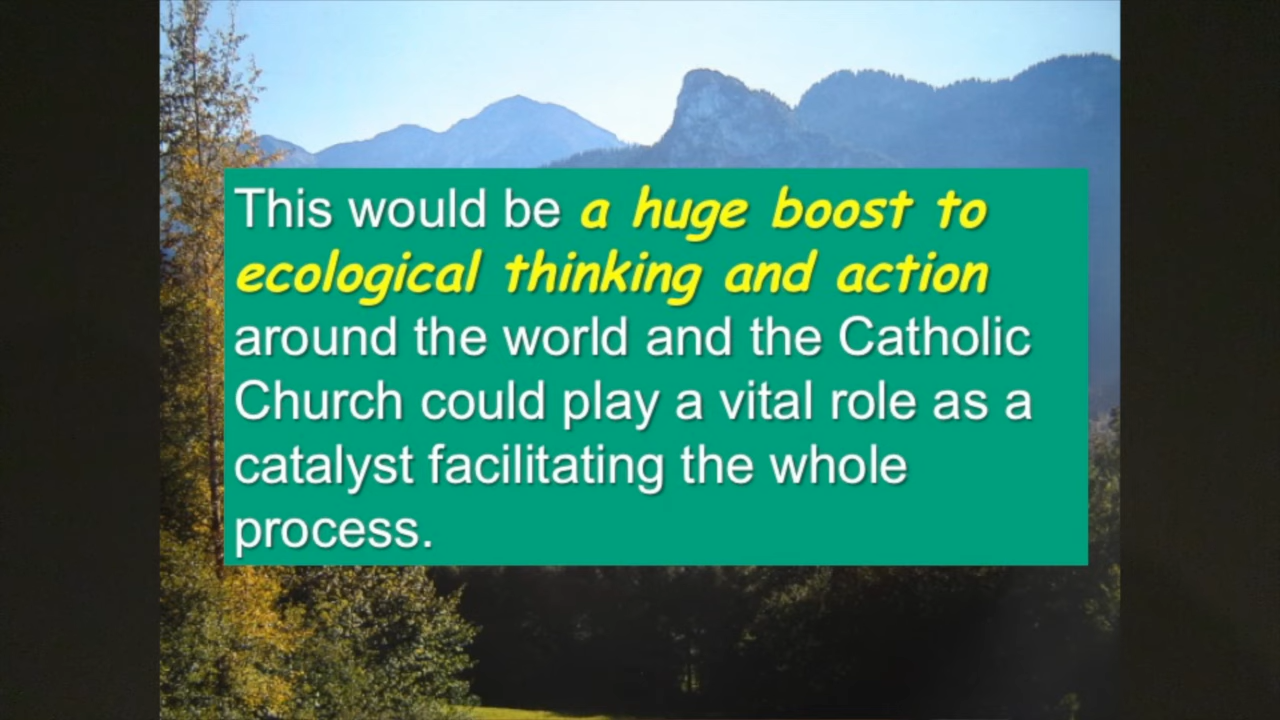 This would be a huge boost to
ecological thinking and action
around the world and the Catholic
Church could play a vital role as a
catalyst facilitating the whole
process.